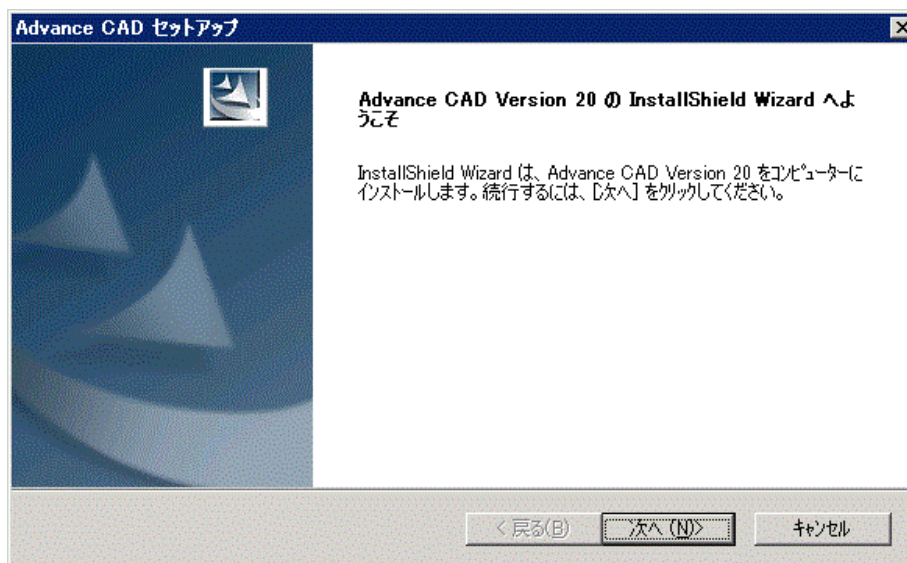 Advance CAD セットアップ
Advance CAD Version 20 の InstallShield Wizard へよ
うこそ
InstallShield Wizard は、Advance CAD Version 20 をコンピューターに
インストールします。続行するには、[次へ] をクリックしてください。
< 戻る(B)
次へ (N)>
キャンセル